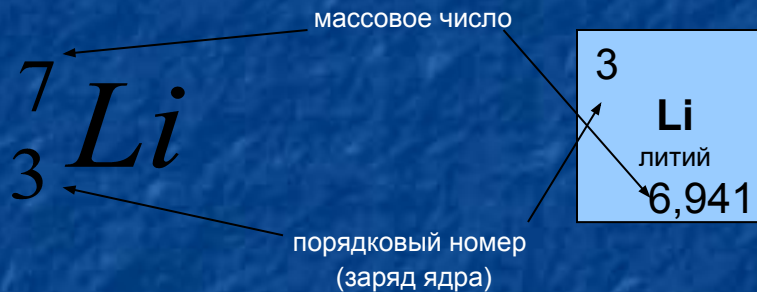 массовое число
7
3
Li
3
Li
литий
6,941
порядковый номер
(заряд ядра)